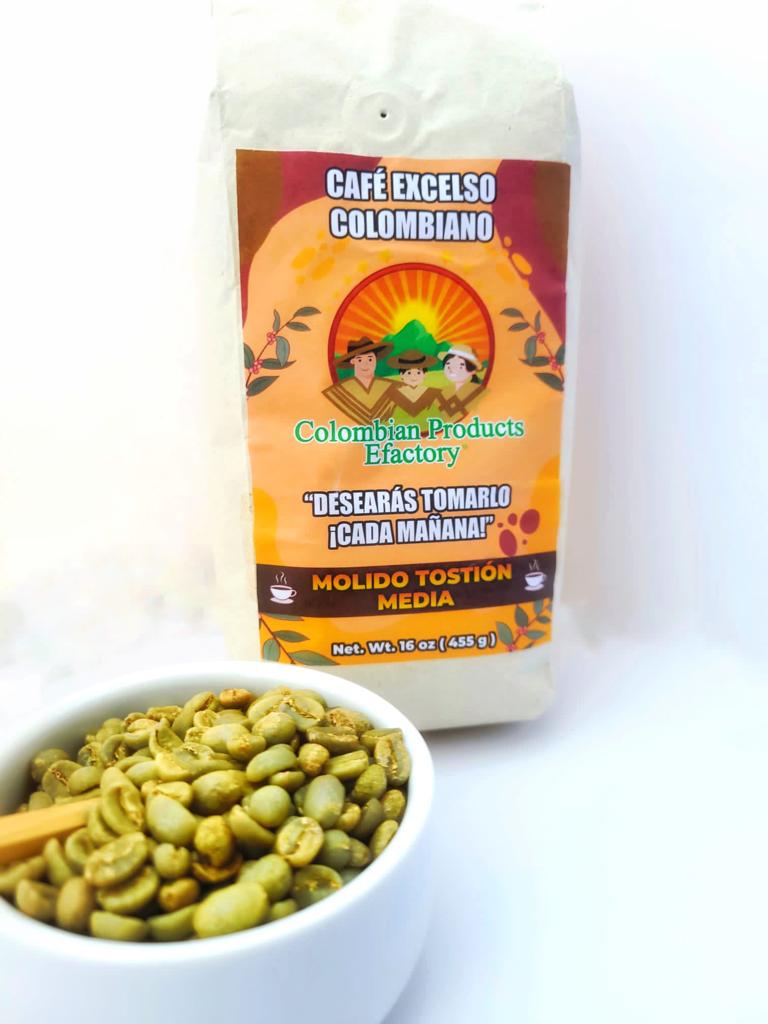 CAFÉ EXCELSO
COLOMBIANO
Colombian Products
Efactory
“DESEARÁS TOMARLO
¡CADA MAÑANA!”
MOLIDO TOSTIÓN
MEDIA
Net. Wt. 16 oz ( 455 g )